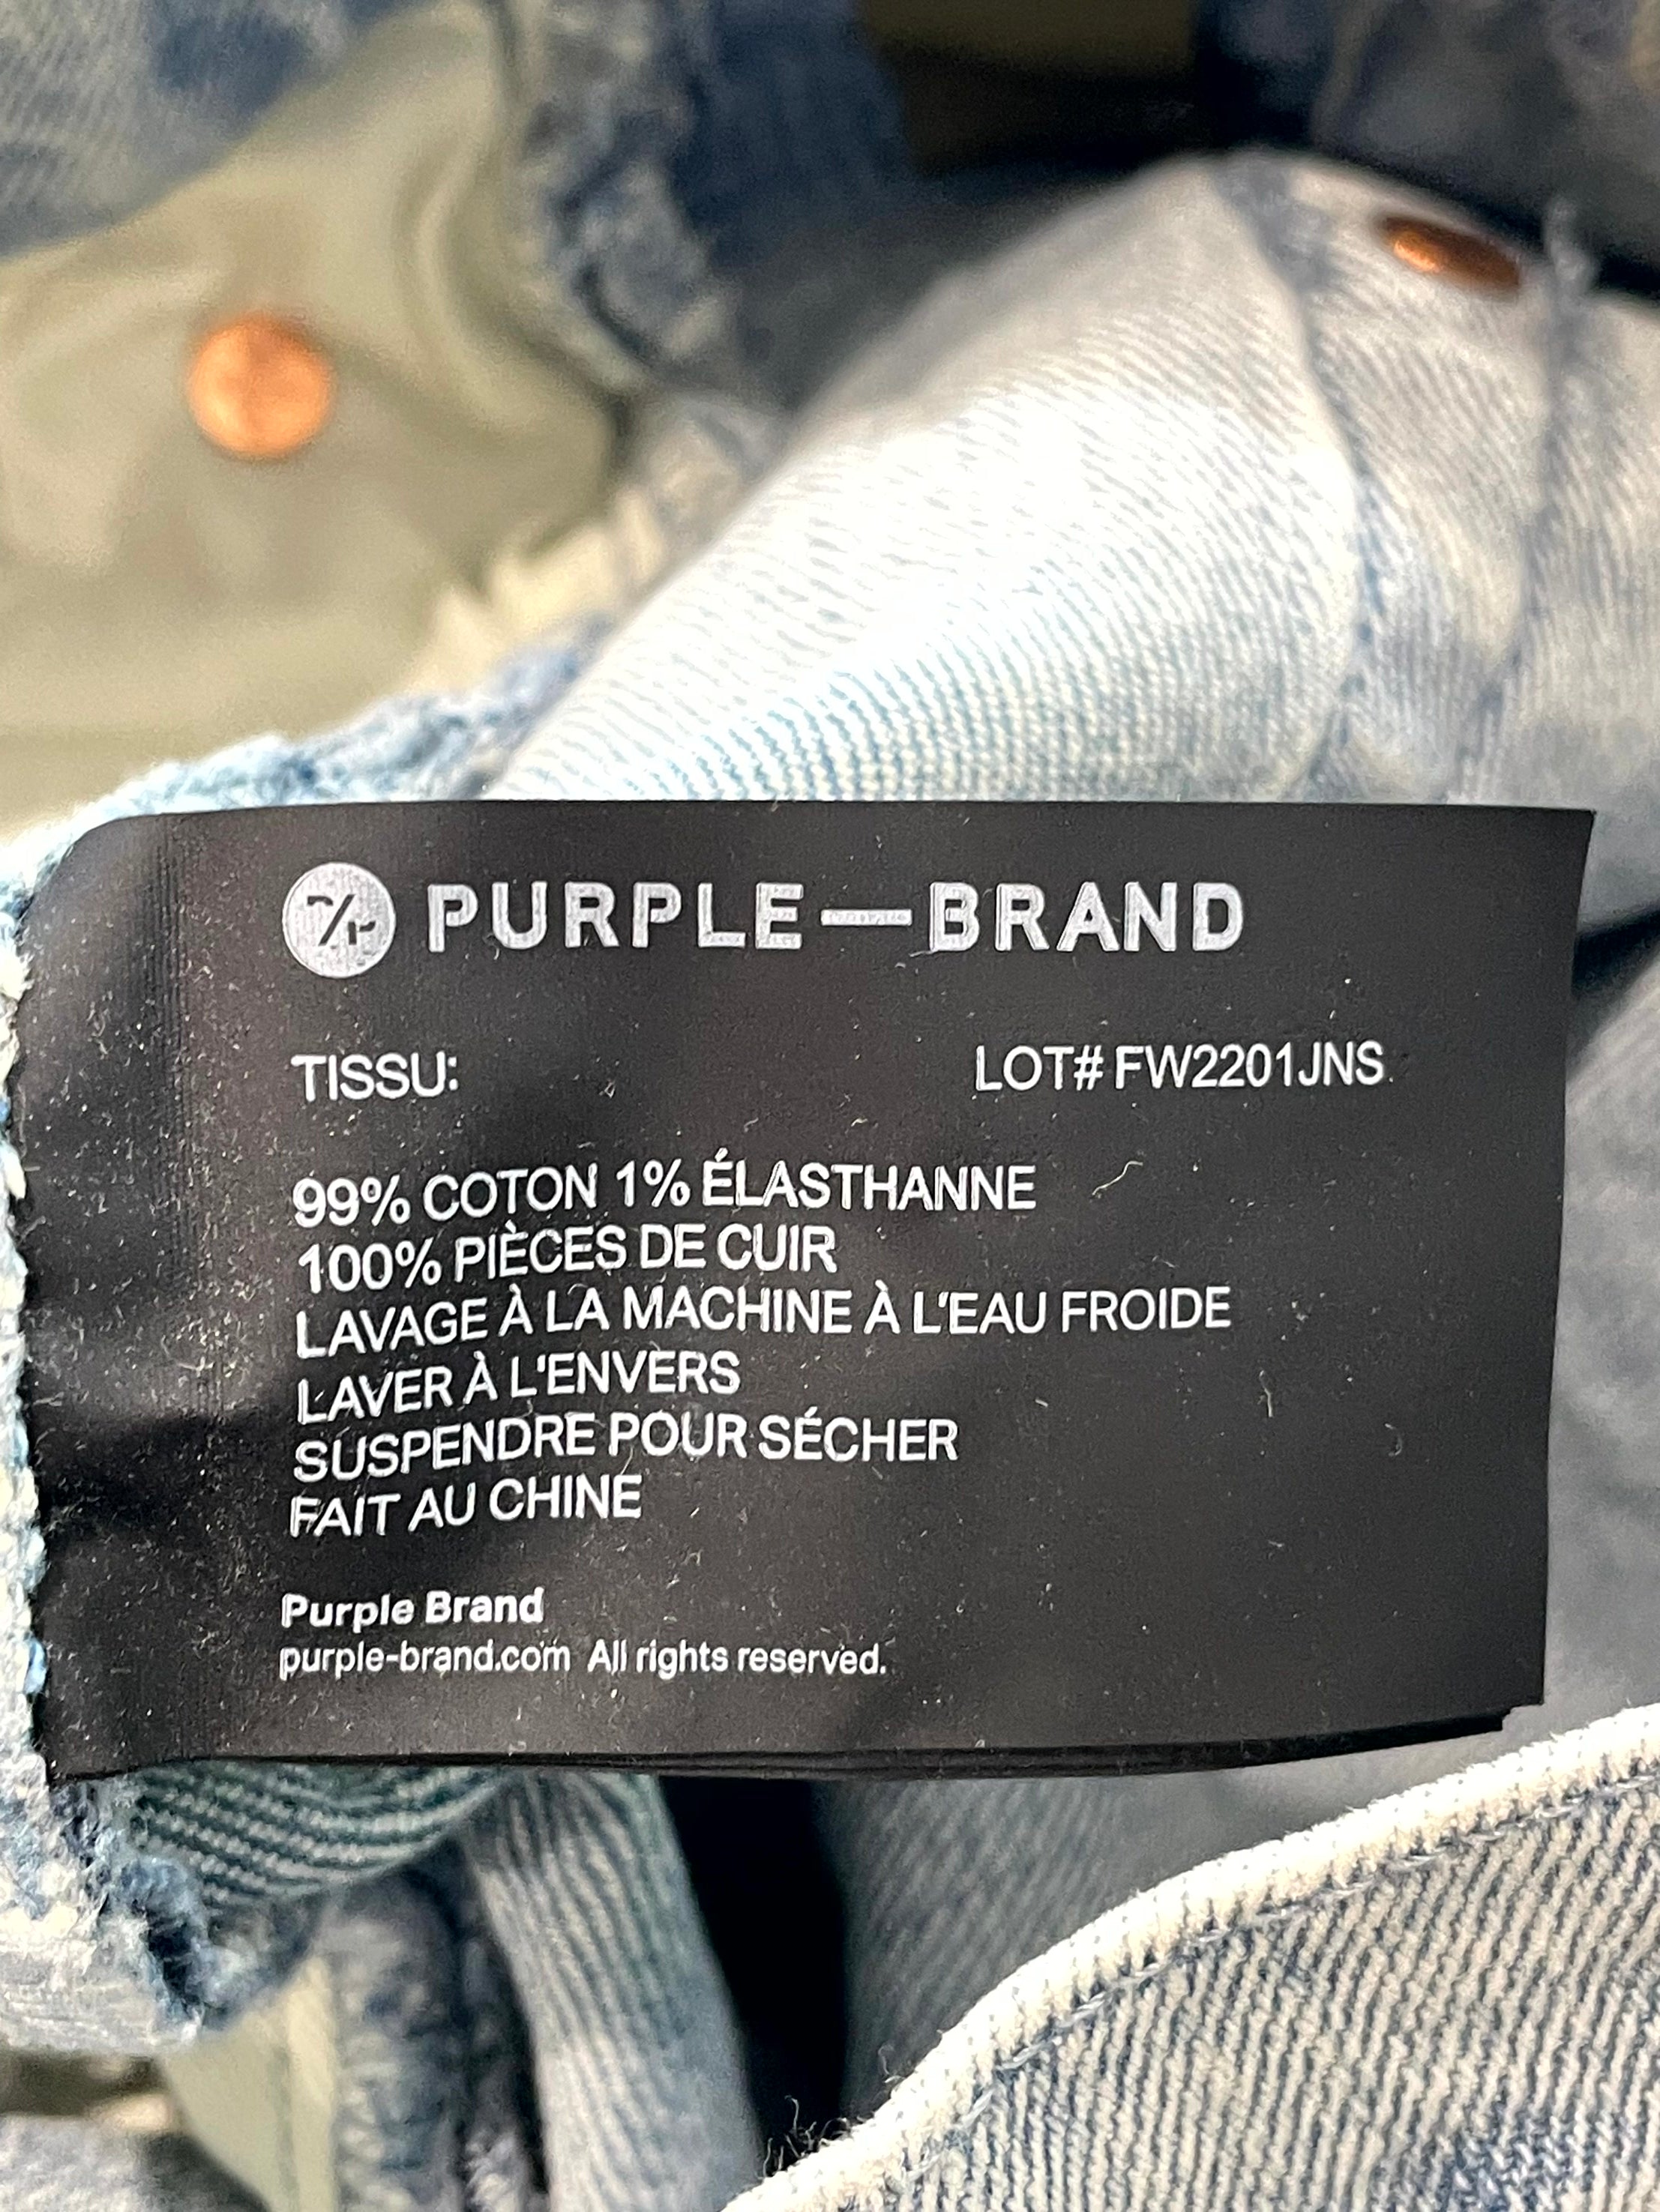 PURPLE—BRAND
TISSU: LOT# FW2201JNS
99% COTON 1% ÉLASTHANNE
100% PIÈCES DE CUIR
LAVAGE À LA MACHINE À L'EAU FROIDE
LAVER À L'ENVERS
SUSPENDRE POUR SÉCHER
FAIT AU CHINE
Purple Brand
purple-brand.com All rights reserved.